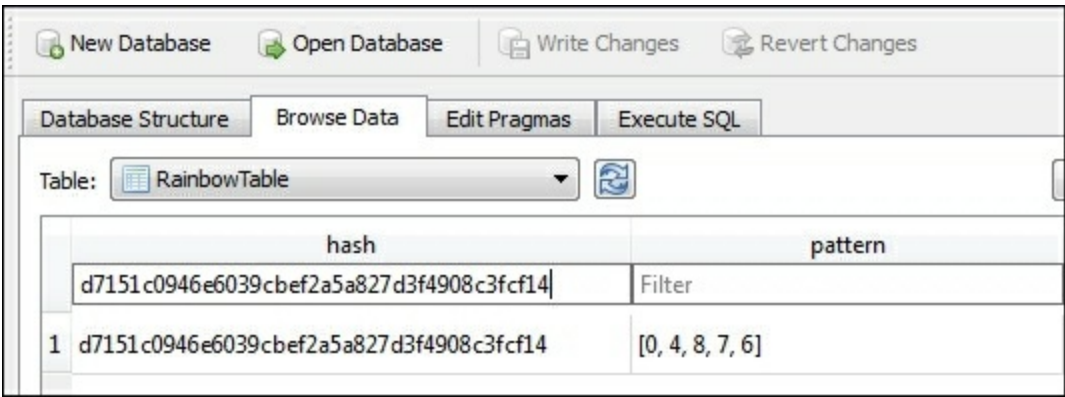 New Database Open Database Write Changes Revert Changes
Database Structure Browse Data Edit Pragmas Execute SQL
Table: RainbowTable
hash pattern
d7151c0946e6039cbef2a5a827d3f4908c3fcf14 Filter
1 d7151c0946e6039cbef2a5a827d3f4908c3fcf14 [0, 4, 8, 7, 6]